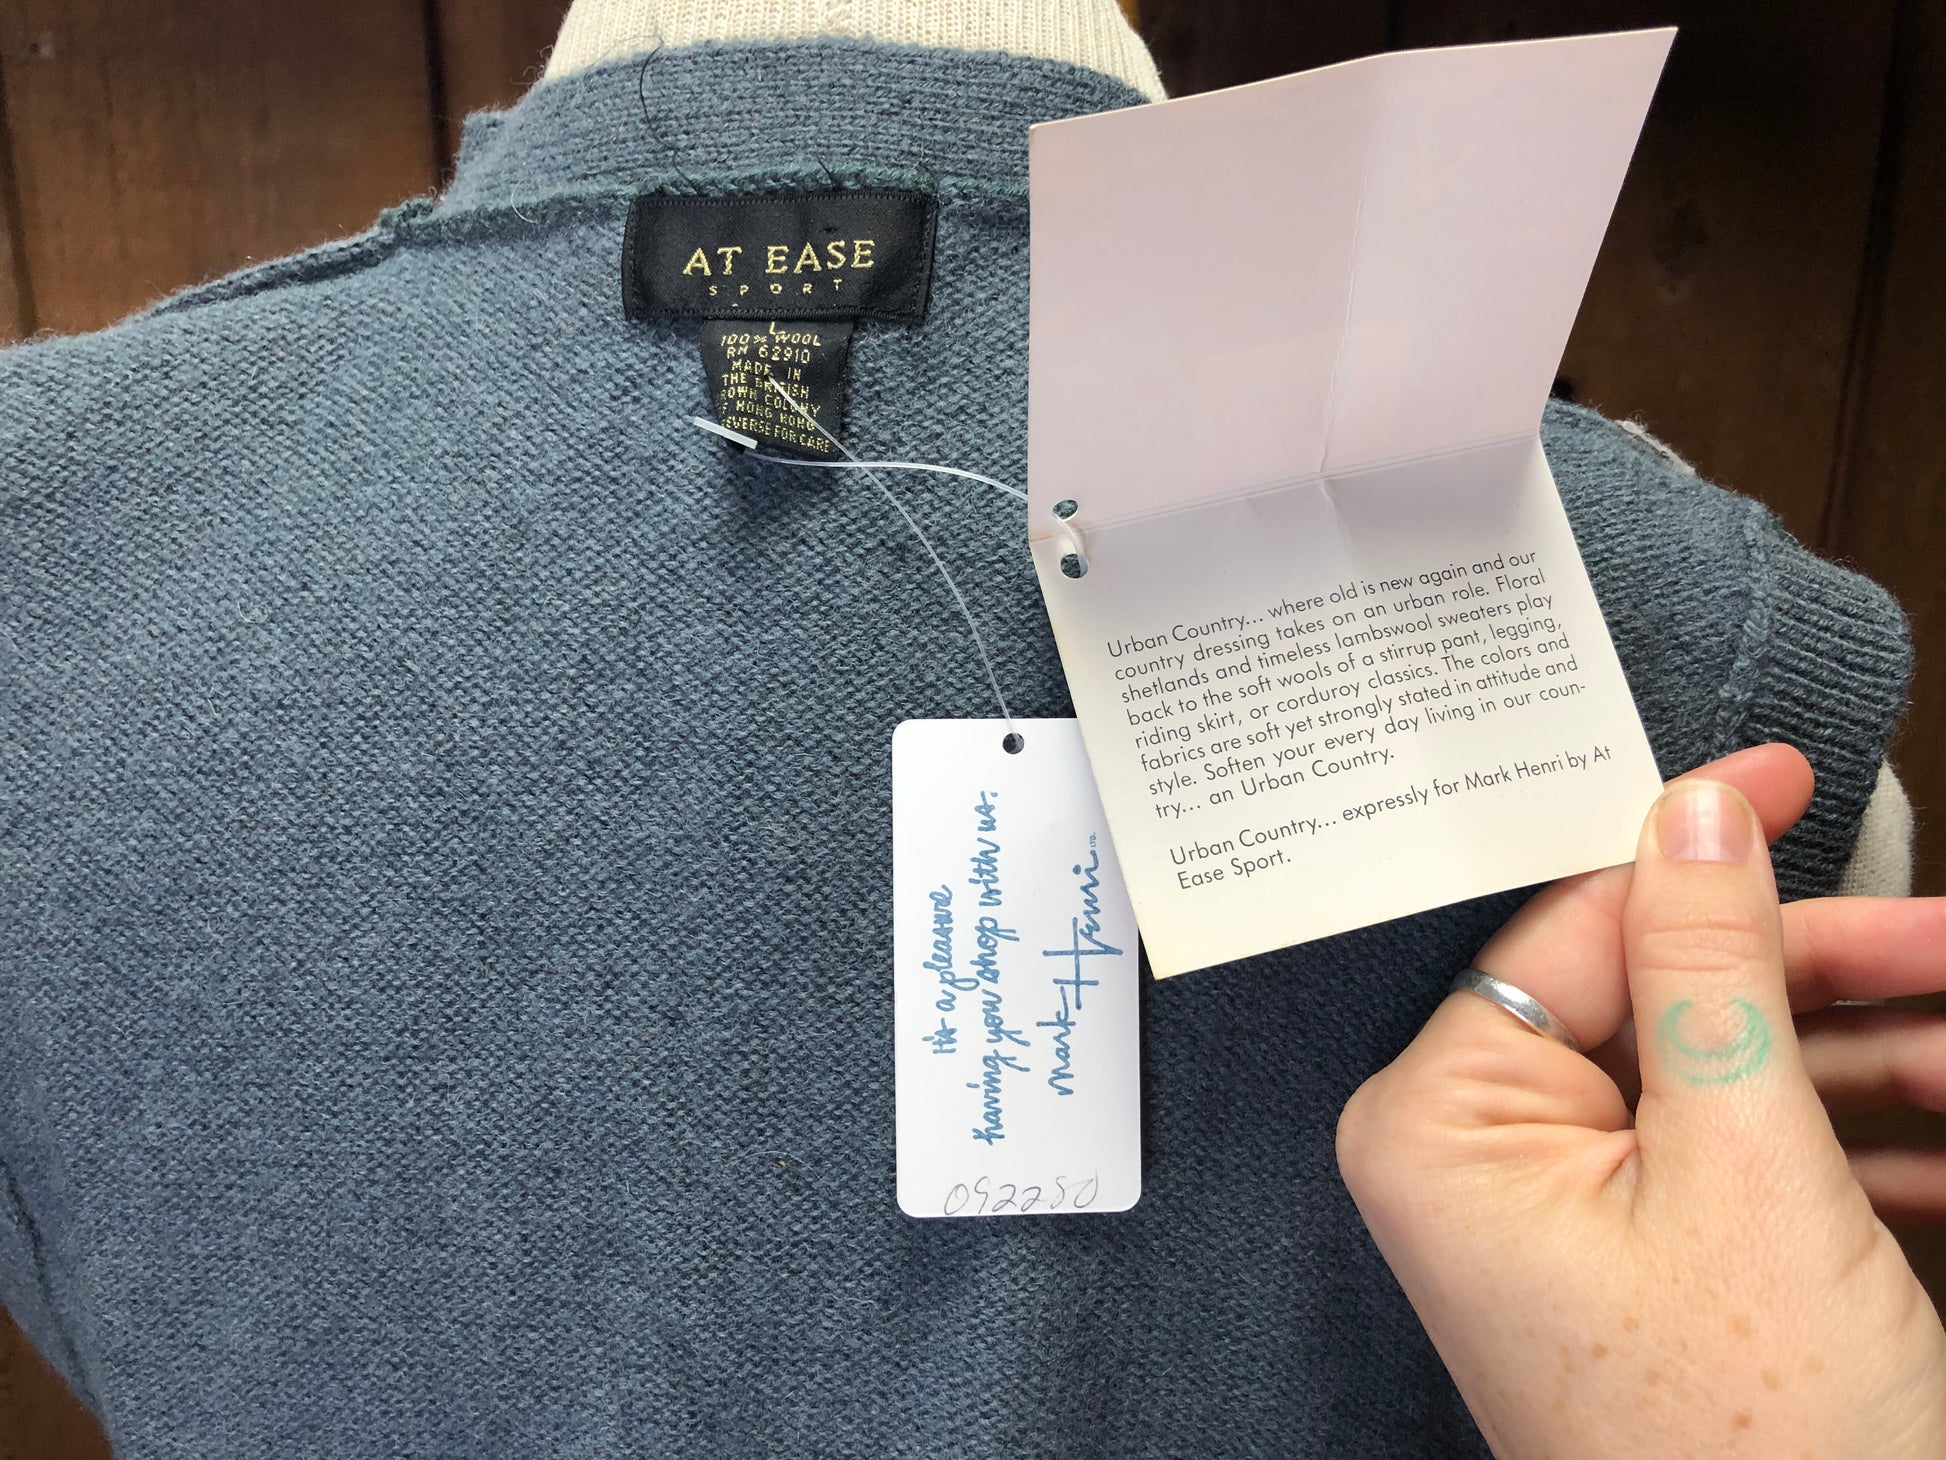 AT EASE
SPORT
L
100% WOOL
RN 62910
MADE IN
THE BRITISH
ROWN COLONY
F HONG KONG
EVERSE FOR CARE
Urban Country... where old is new again and our
country dressing takes on an urban role. Floral
shetlands and timeless lambswool sweaters play
back to the soft wools of a stirrup pant, legging,
riding skirt, or corduroy classics. The colors and
fabrics are soft yet strongly stated in attitude and
style. Soften your every day living in our coun-
try... an Urban Country.
Urban Country... expressly for Mark Henri by At
Ease Sport.
It's a pleasure
having you shop with us.
Mark Henri LTD.
092280